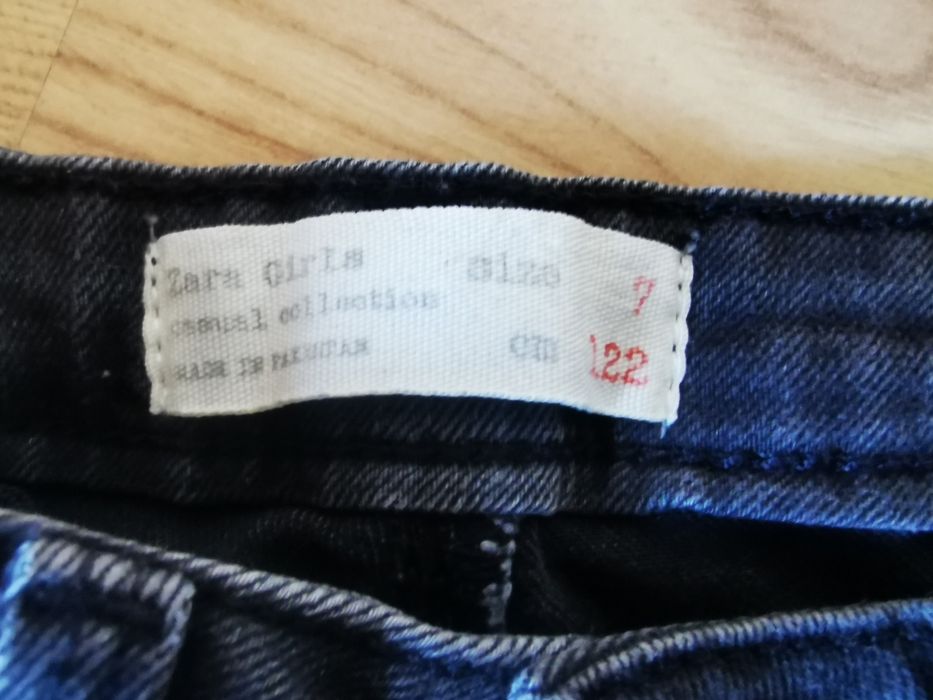 Zara Girls size 7
casual collection
MADE IN PAKISTAN cm 122